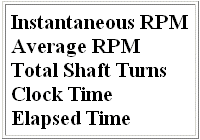 Instantaneous RPM
Average RPM
Total Shaft Turns
Clock Time
Elapsed Time